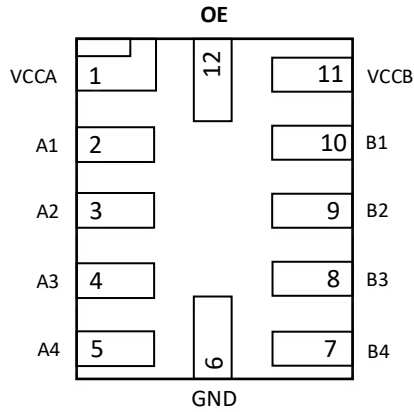 OE
VCCA 1 12 11 VCCB
A1 2 10 B1
A2 3 9 B2
A3 4 8 B3
A4 5 6 7 B4
GND